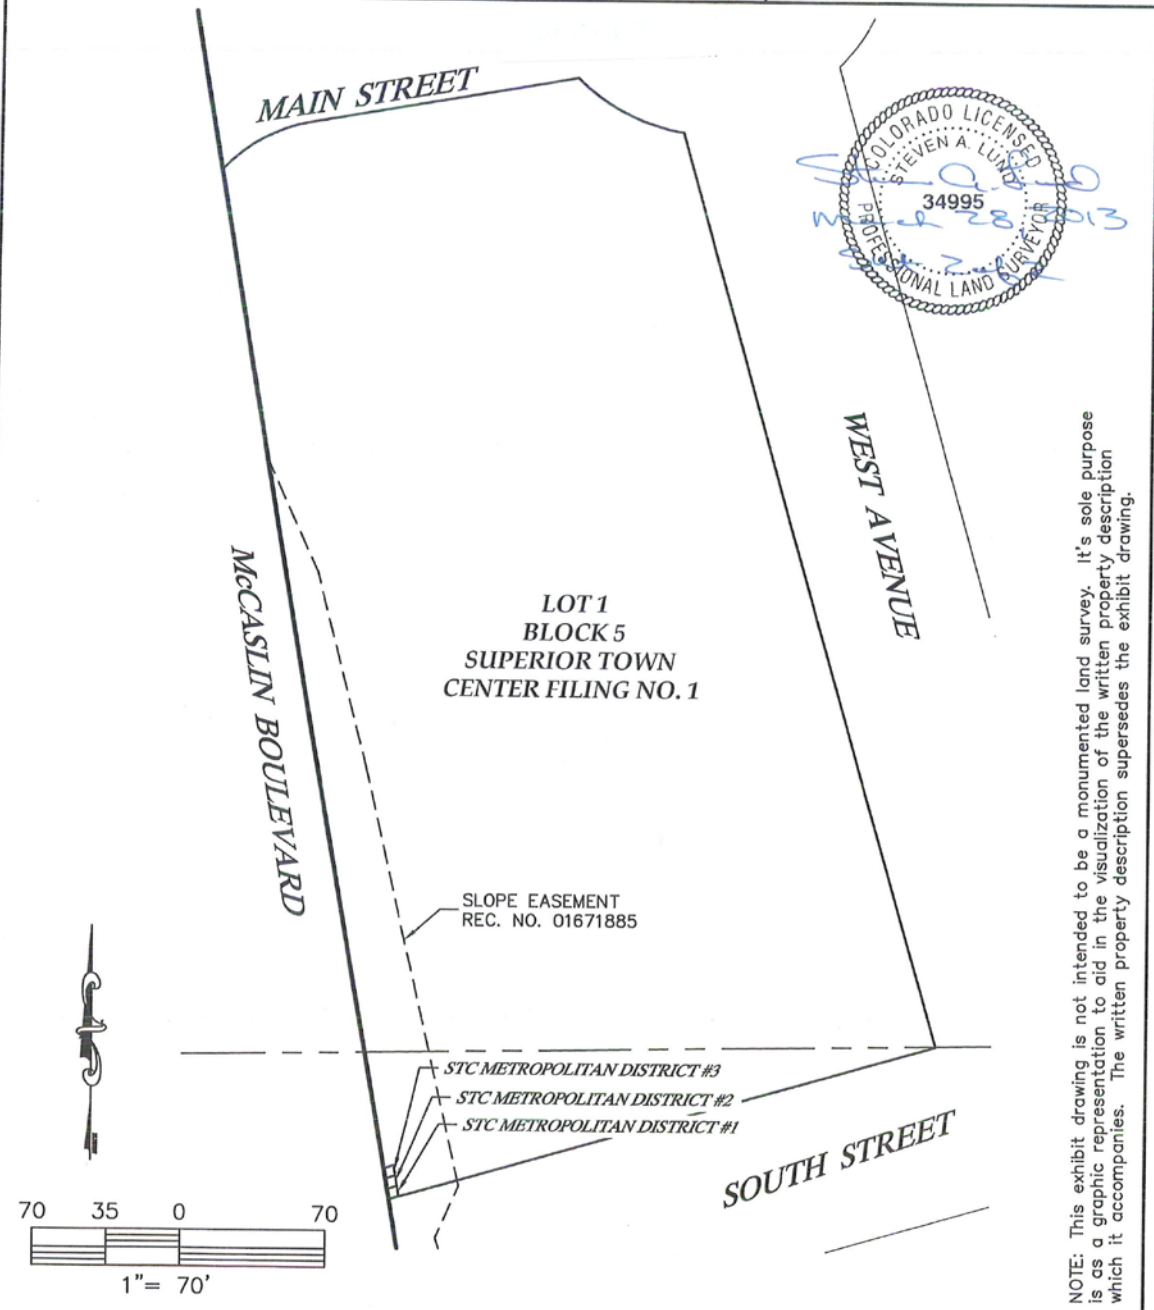 MAIN STREET
COLORADO LICENSED
STEVEN A. LUND
34995
PROFESSIONAL LAND SURVEYOR
March 28, 2013
WEST AVENUE
McCASLIN BOULEVARD
LOT 1
BLOCK 5
SUPERIOR TOWN
CENTER FILING NO. 1
SLOPE EASEMENT
REC. NO. 01671885
STC METROPOLITAN DISTRICT #3
STC METROPOLITAN DISTRICT #2
STC METROPOLITAN DISTRICT #1
SOUTH STREET
70 35 0 70
1"= 70'
NOTE: This exhibit drawing is not intended to be a monumented land survey. It's sole purpose
is as a graphic representation to aid in the visualization of the written property description
which it accompanies. The written property description supersedes the exhibit drawing.